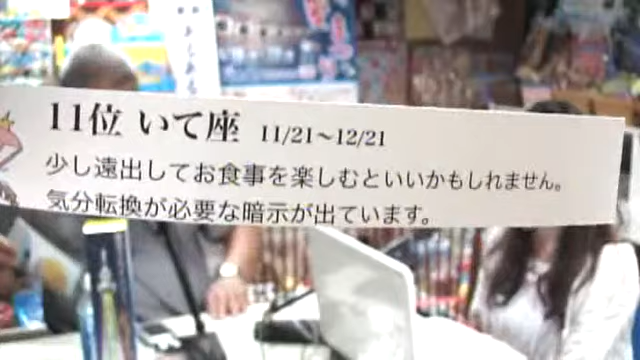 11位 いて座 11/21〜12/21
少し遠出してお食事を楽しむといいかもしれません。
気分転換が必要な暗示が出ています。